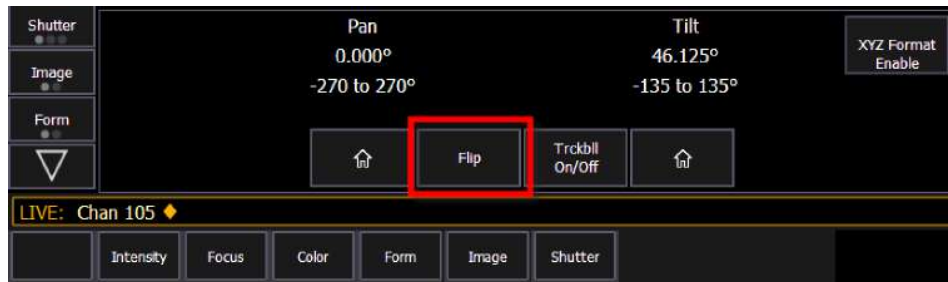 Shutter
Image
Form
Pan
0.000°
-270 to 270°
Tilt
46.125°
-135 to 135°
XYZ Format
Enable
Flip
Trckbll
On/Off
LIVE: Chan 105
Intensity
Focus
Color
Form
Image
Shutter